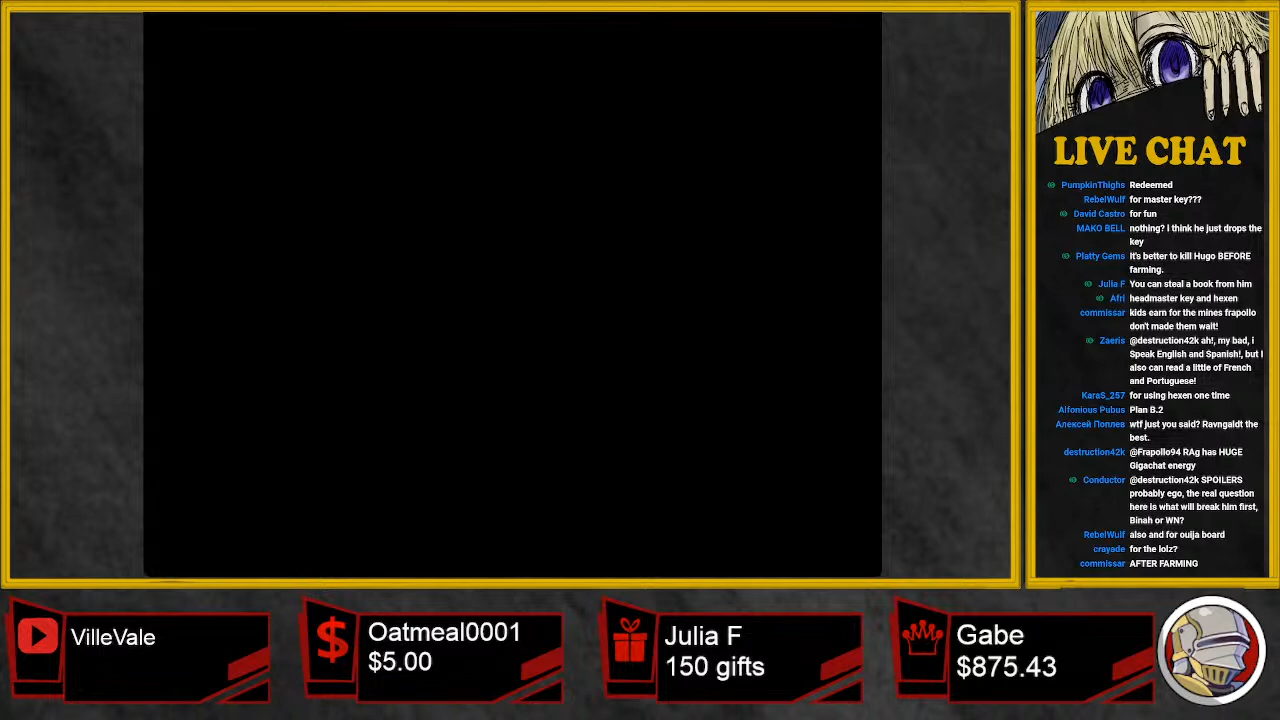 LIVE CHAT
PumpkinThighs Redeemed
RebelWulf for master key???
David Castro for fun
MAKO BELL nothing? I think he just drops the
key
Platty Gems It's better to kill Hugo BEFORE
farming.
Julia F You can steal a book from him
Afri headmaster key and hexen
commissar kids earn for the mines frapollo
don't made them wait!
Zaeris @destruction42k ah!, my bad, i
Speak English and Spanish!, but I
also can read a little of French
and Portuguese!
KaraS_257 for using hexen one time
Alfonious Pubus Plan B.2
Алексей Поплев wtf just you said? Ravngaldt the
best.
destruction42k @Frapollo94 RAg has HUGE
Gigachat energy
Conductor @destruction42k SPOILERS
probably ego, the real question
here is what will break him first,
Binah or WN?
RebelWulf also and for ouija board
crayade for the lolz?
commissar AFTER FARMING
VilleVale
Oatmeal0001
$5.00
Julia F
150 gifts
Gabe
$875.43